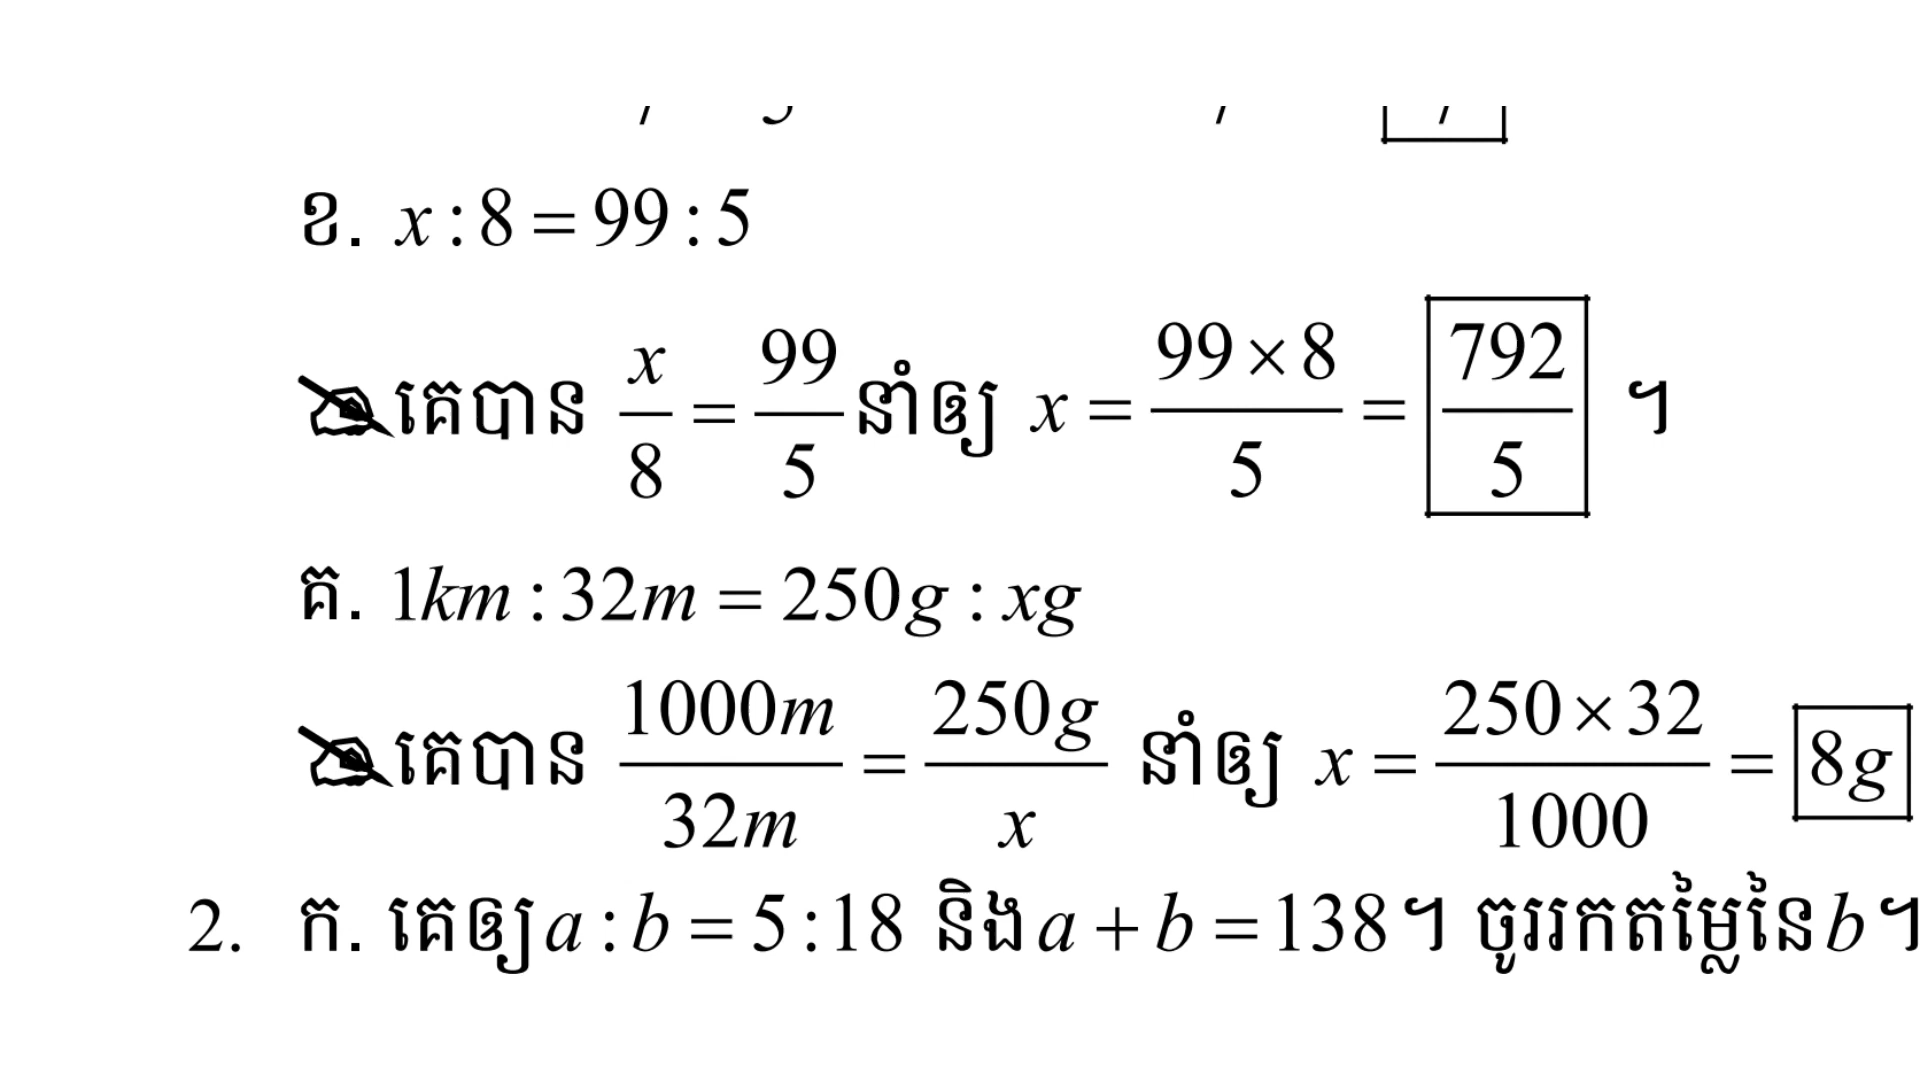 ខ. x : 8 = 99 : 5
គេបាន x/8 = 99/5 នាំឲ្យ x = (99 × 8)/5 = 792/5 ។
គ. 1km : 32m = 250g : xg
គេបាន 1000m/32m = 250g/x នាំឲ្យ x = (250 × 32)/1000 = 8g
2. ក. គេឲ្យ a : b = 5 : 18 និង a + b = 138 ។ ចូររកតម្លៃនៃ b ។